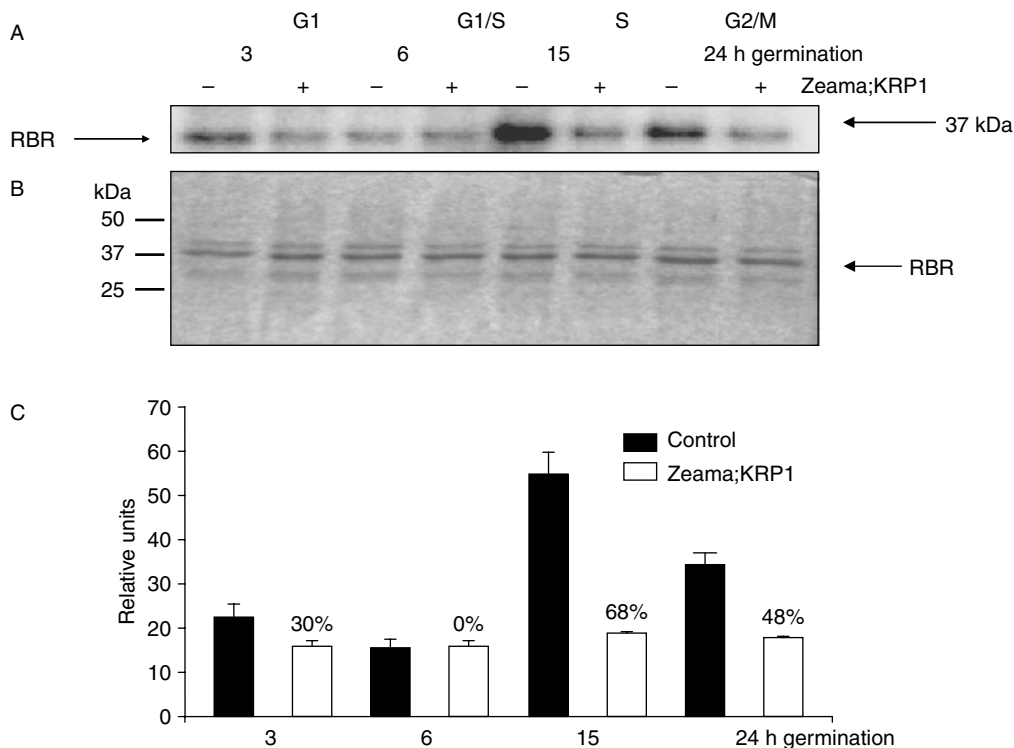 A
G1 G1/S S G2/M
3 6 15 24 h germination
– + – + – + – + Zeama;KRP1
RBR
37 kDa
B
kDa
50
37
25
RBR
C
Relative units
70
60
50
40
30
20
10
0
Control
Zeama;KRP1
30% 0% 68% 48%
3 6 15 24 h germination